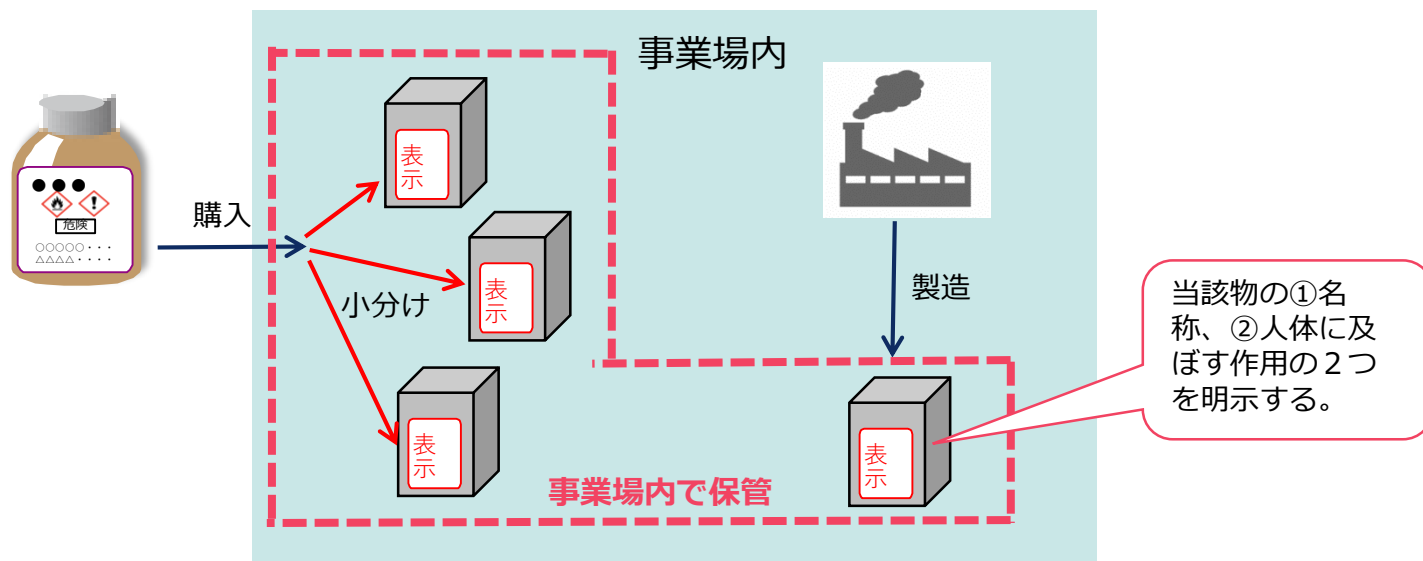 事業場内
表示
危険
○○○○○・・・
△△△△・・・・
購入
表示
小分け
製造
当該物の①名
称、②人体に及
ぼす作用の２つ
を明示する。
表示
表示
事業場内で保管